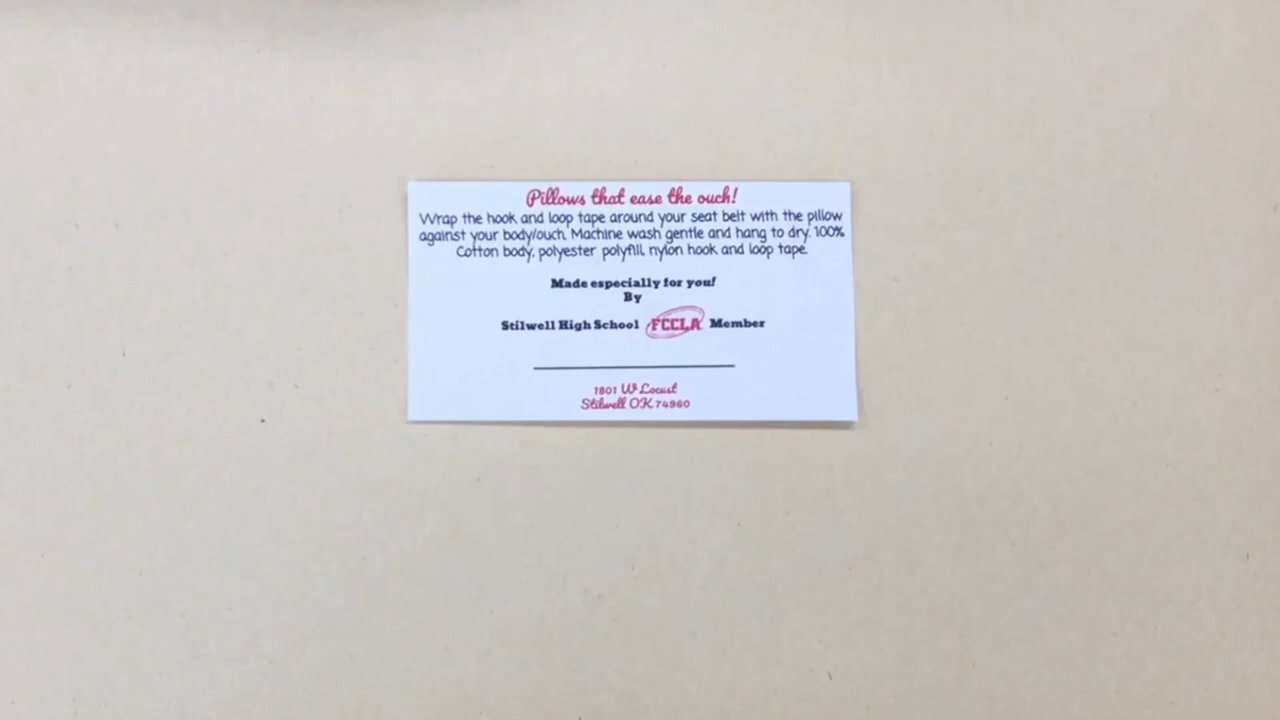 Pillows that ease the ouch!
Wrap the hook and loop tape around your seat belt with the pillow
against your body/ouch. Machine wash gentle and hang to dry. 100%
Cotton body, polyester polyfill, nylon hook and loop tape.
Made especially for you!
By
Stilwell High School FCCLA Member
1801 W Locust
Stilwell OK 74960